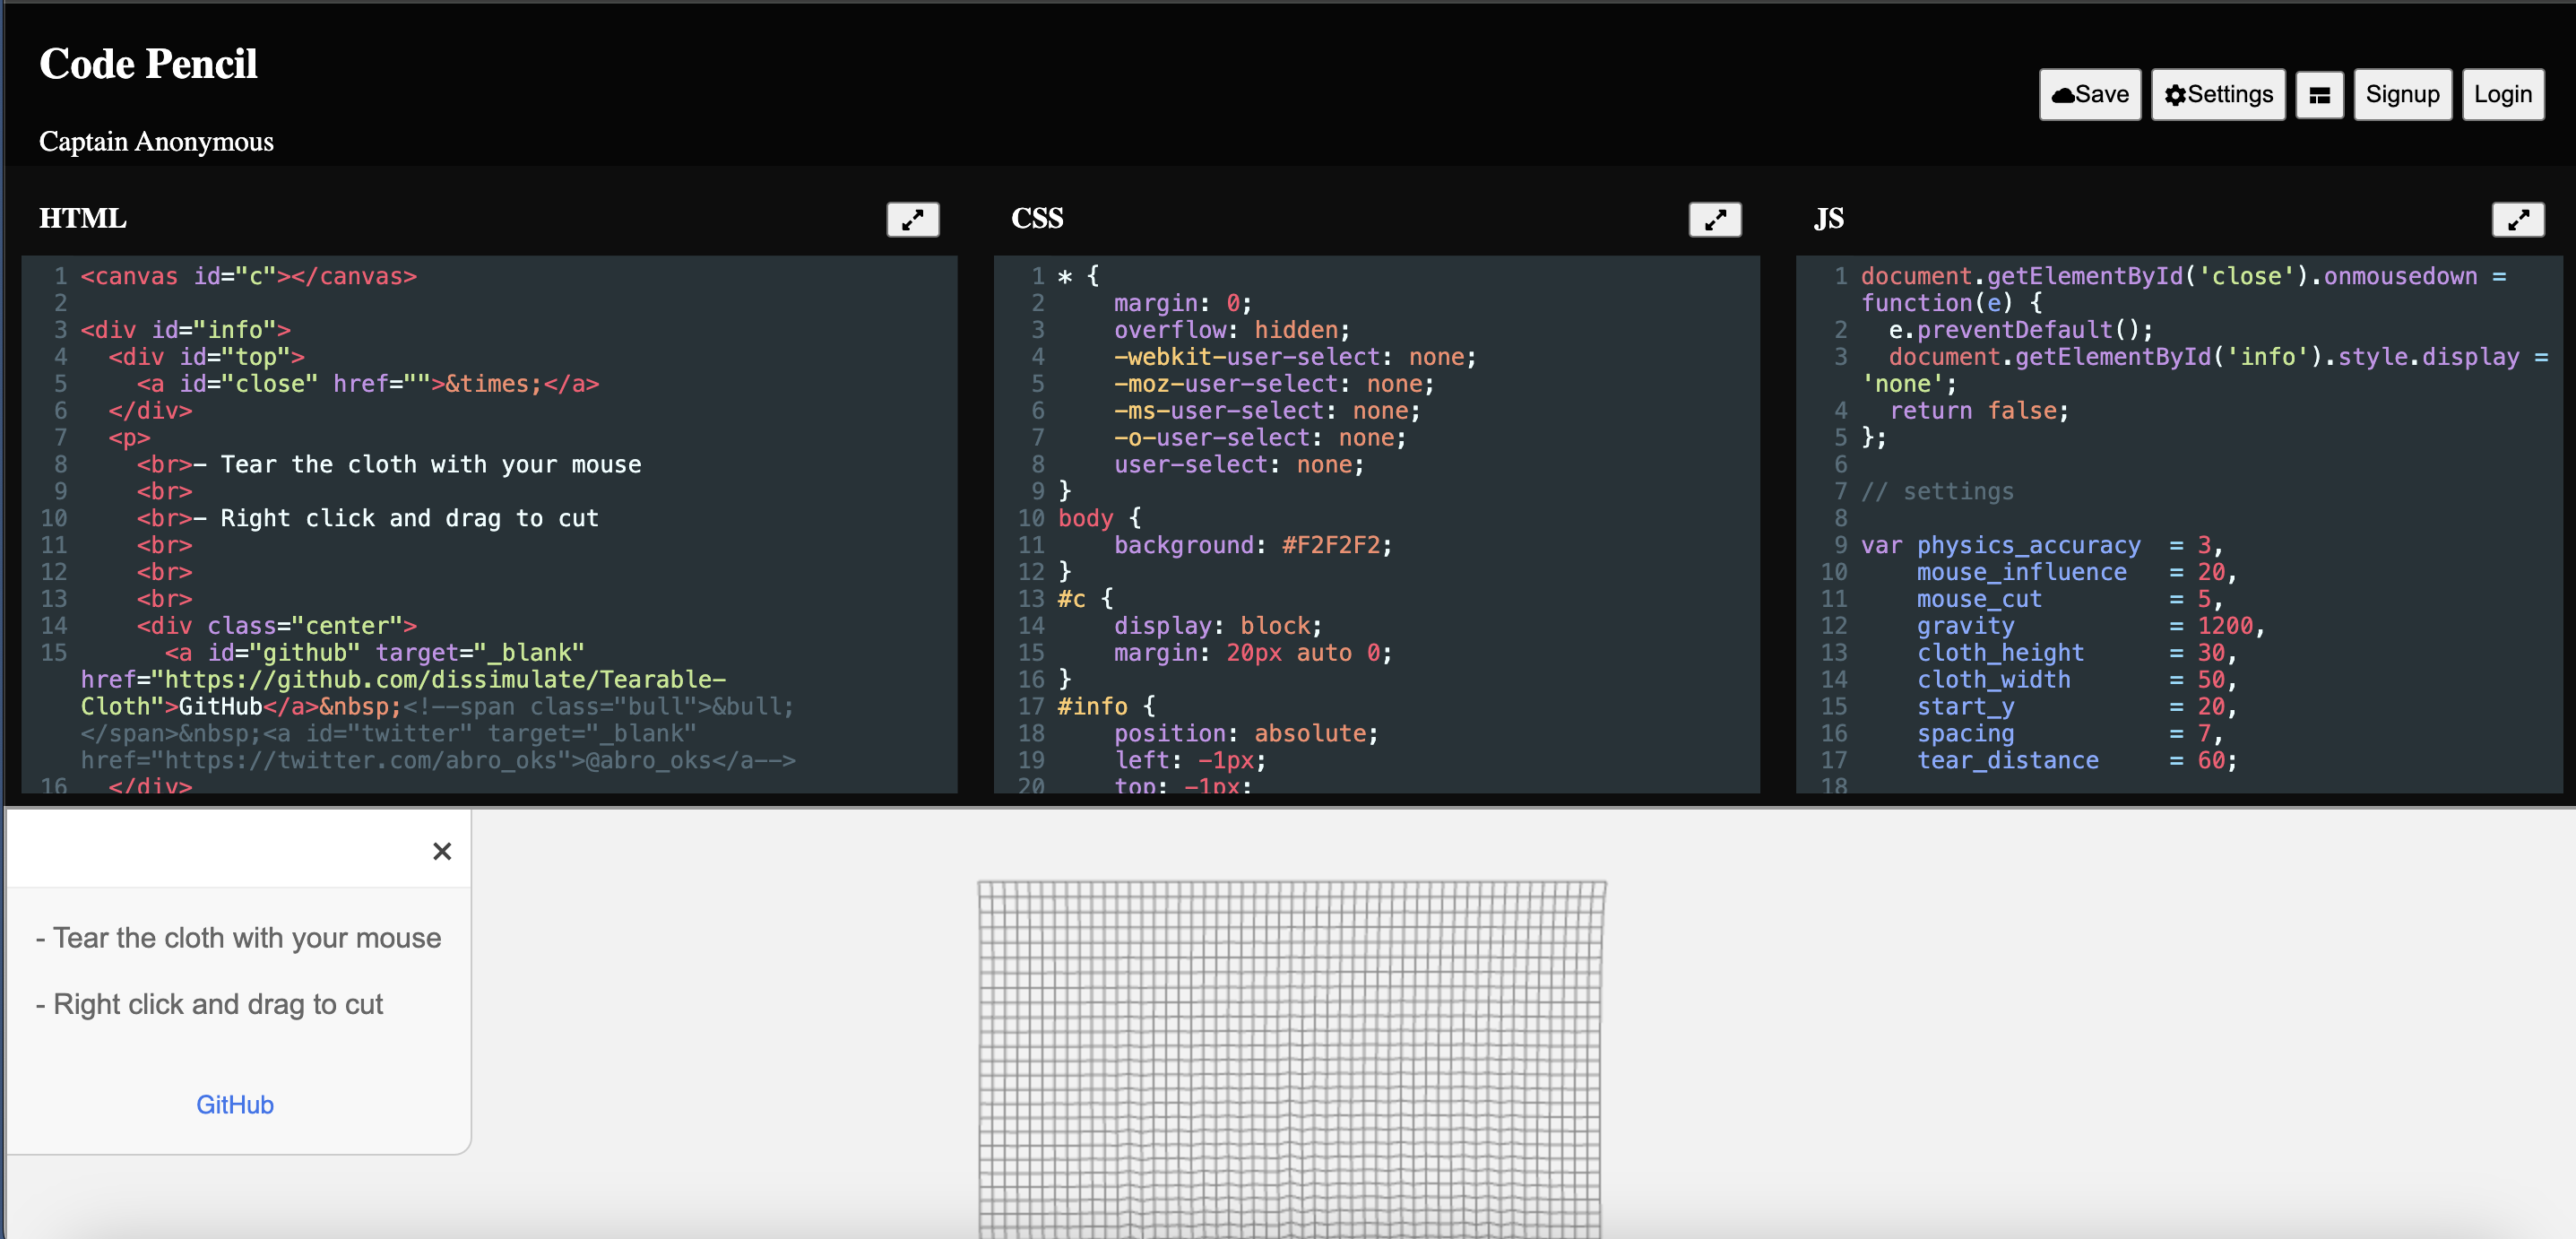 Code Pencil
Captain Anonymous
Save
Settings
Signup
Login
HTML
1 <canvas id="c"></canvas>
2
3 <div id="info">
4   <div id="top">
5     <a id="close" href="">&times;</a>
6   </div>
7   <p>
8     <br>- Tear the cloth with your mouse
9     <br>
10     <br>- Right click and drag to cut
11     <br>
12     <br>
13     <br>
14     <div class="center">
15       <a id="github" target="_blank"
href="https://github.com/dissimulate/Tearable-
Cloth">GitHub</a>&nbsp;<!--span class="bull">&bull;
</span>&nbsp;<a id="twitter" target="_blank"
href="https://twitter.com/abro_oks">@abro_oks</a-->
16   </div>
CSS
1 * {
2     margin: 0;
3     overflow: hidden;
4     -webkit-user-select: none;
5     -moz-user-select: none;
6     -ms-user-select: none;
7     -o-user-select: none;
8     user-select: none;
9 }
10 body {
11     background: #F2F2F2;
12 }
13 #c {
14     display: block;
15     margin: 20px auto 0;
16 }
17 #info {
18     position: absolute;
19     left: -1px;
20     top: -1px;
JS
1 document.getElementById('close').onmousedown =
function(e) {
2   e.preventDefault();
3   document.getElementById('info').style.display =
'none';
4   return false;
5 };
6
7 // settings
8
9 var physics_accuracy  = 3,
10     mouse_influence   = 20,
11     mouse_cut         = 5,
12     gravity           = 1200,
13     cloth_height      = 30,
14     cloth_width       = 50,
15     start_y           = 20,
16     spacing           = 7,
17     tear_distance     = 60;
18
×
- Tear the cloth with your mouse
- Right click and drag to cut
GitHub